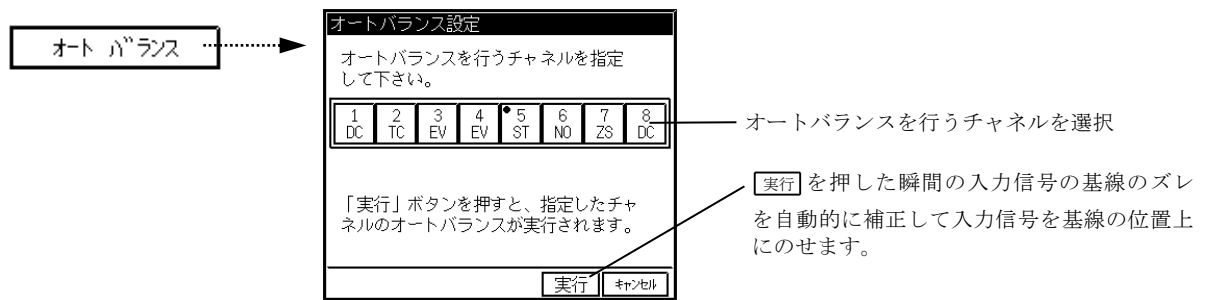 オート バランス
オートバランス設定
オートバランスを行うチャネルを指定
して下さい。
1 2 3 4 5 6 7 8
DC TC EV EV ST NO ZS DC
オートバランスを行うチャネルを選択
「実行」ボタンを押すと、指定したチャ
ネルのオートバランスが実行されます。
実行 キャンセル
実行 を押した瞬間の入力信号の基線のズレ
を自動的に補正して入力信号を基線の位置上
にのせます。